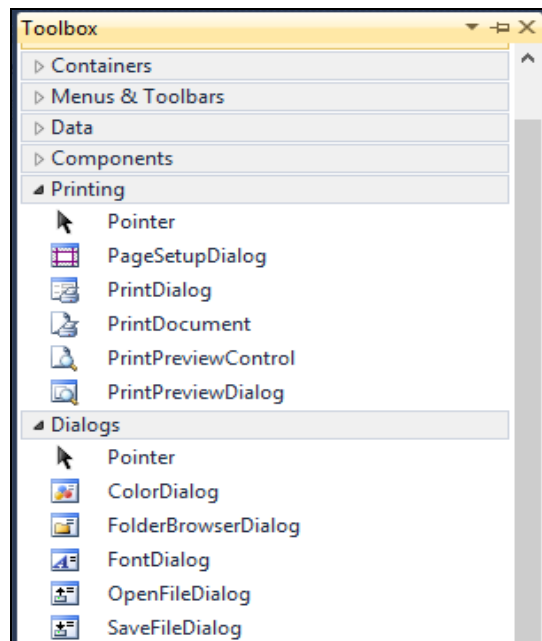 Toolbox
Containers
Menus & Toolbars
Data
Components
Printing
Pointer
PageSetupDialog
PrintDialog
PrintDocument
PrintPreviewControl
PrintPreviewDialog
Dialogs
Pointer
ColorDialog
FolderBrowserDialog
FontDialog
OpenFileDialog
SaveFileDialog